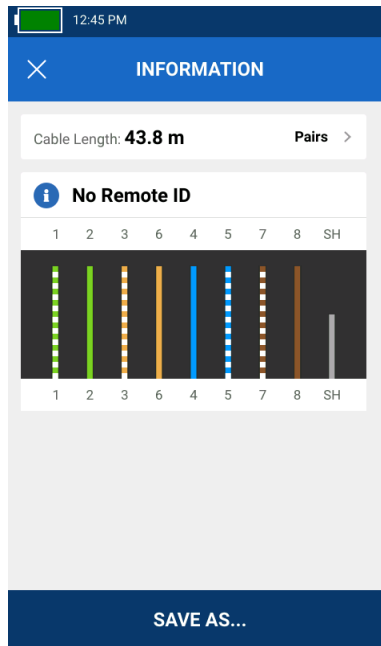 12:45 PM
INFORMATION
Cable Length: 43.8 m Pairs
i No Remote ID
1 2 3 6 4 5 7 8 SH
1 2 3 6 4 5 7 8 SH
SAVE AS...